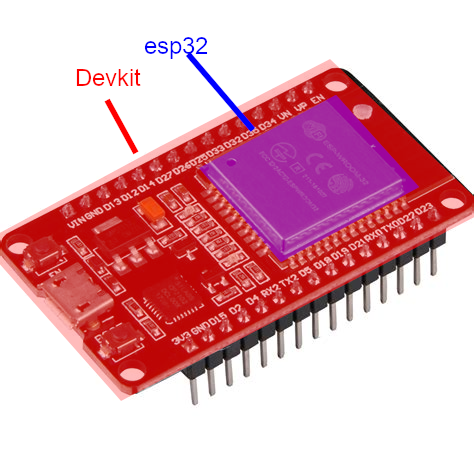 esp32
Devkit
VIN GND D13 D12 D14 D27 D26 D25 D33 D32 D35 D34 VN VP EN
EN
3V3 GND D15 D2 D4 RX2 TX2 D5 D18 D19 D21 RX0 TX0 D22 D23